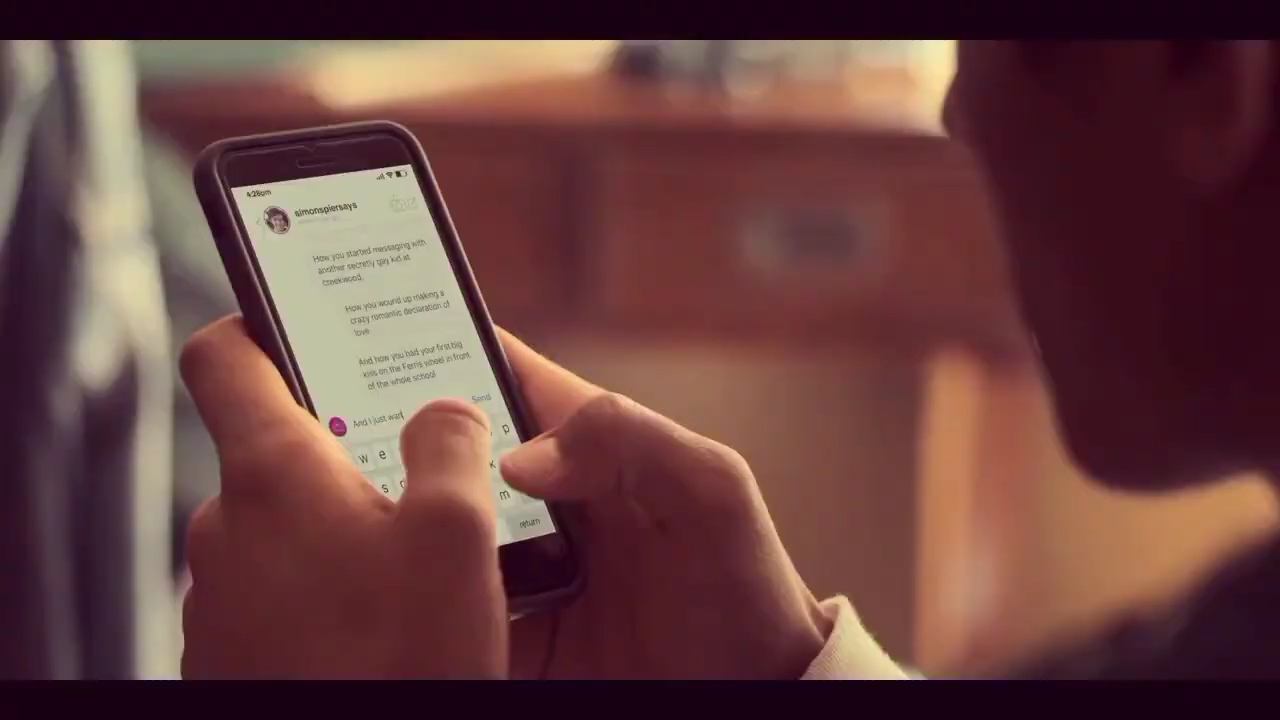 4:28pm
simonspiersays
How you started messaging with
another secretly gay kid at
creekwood.
How you wound up making a
crazy romantic declaration of
love
And how you had your first big
kiss on the Ferris wheel in front
of the whole school
Send
And I just wan
p
w e
k
s d
m
return